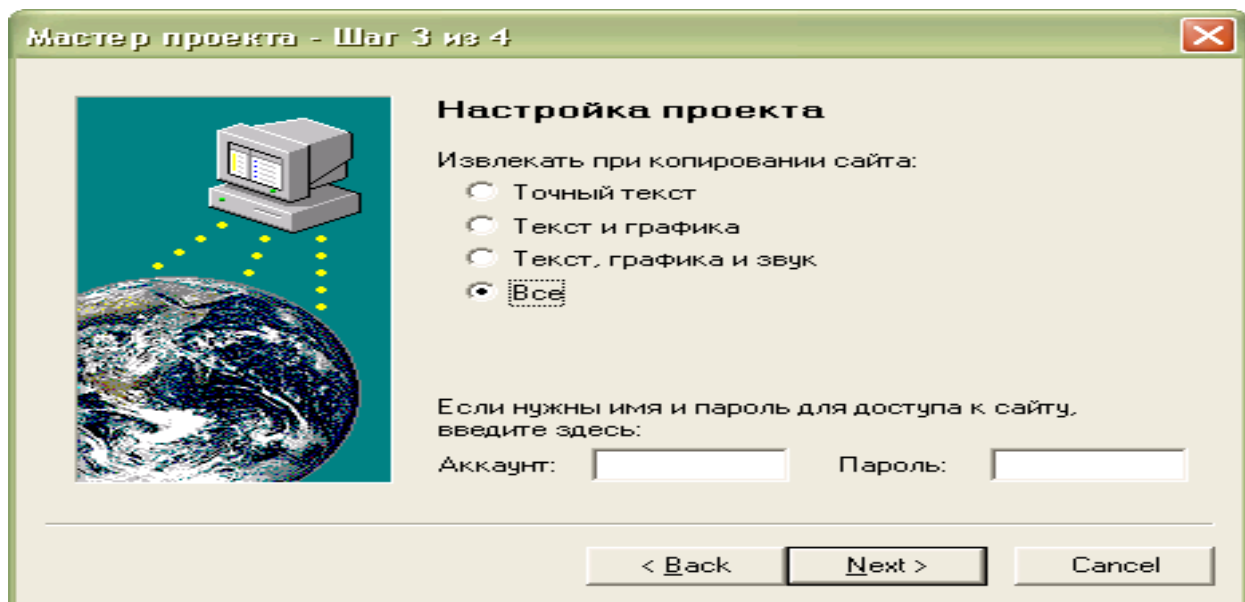 Мастер проекта - Шаг 3 из 4
Настройка проекта
Извлекать при копировании сайта:
Точный текст
Текст и графика
Текст, графика и звук
Все
Если нужны имя и пароль для доступа к сайту,
введите здесь:
Аккаунт: Пароль:
< Back Next > Cancel